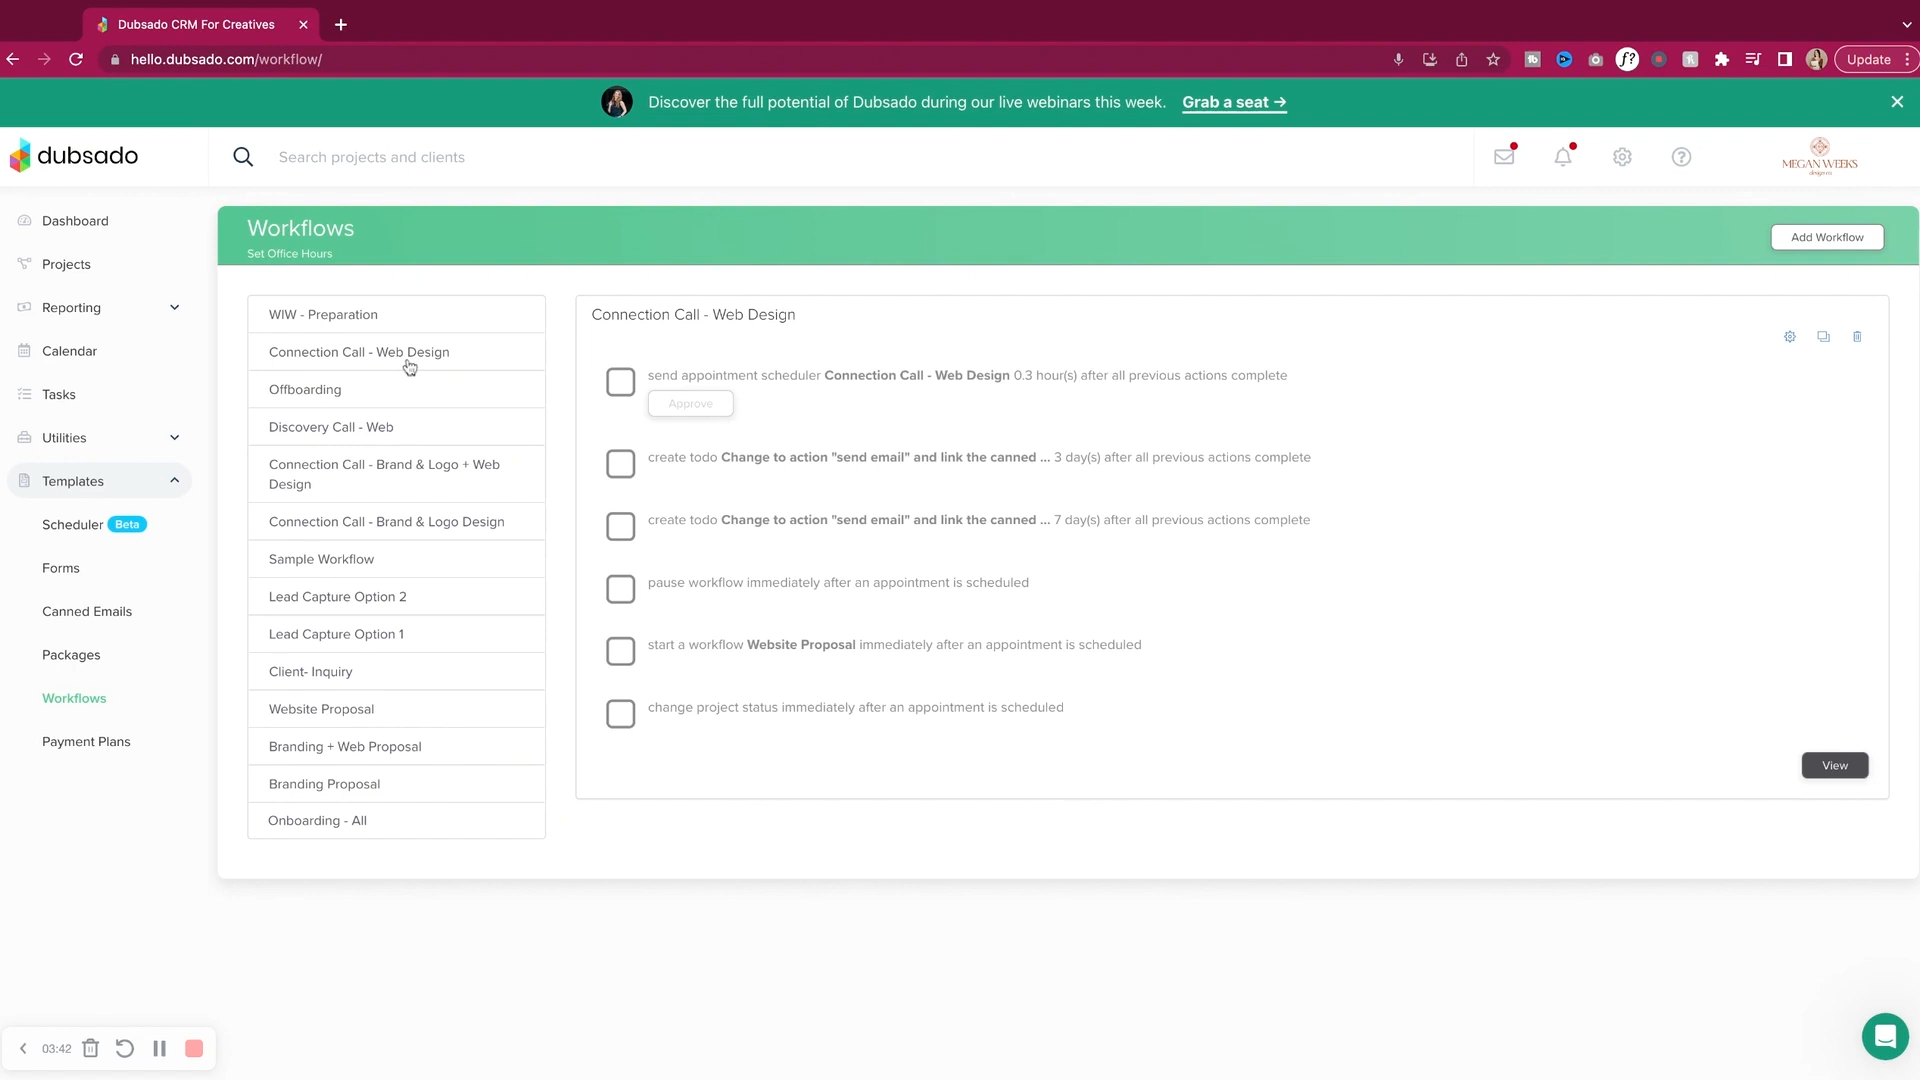 Dubsado CRM For Creatives
hello.dubsado.com/workflow/
Update
Discover the full potential of Dubsado during our live webinars this week. Grab a seat →
dubsado
Search projects and clients
MEGAN WEEKS
design co
Dashboard
Projects
Reporting
Calendar
Tasks
Utilities
Templates
Scheduler Beta
Forms
Canned Emails
Packages
Workflows
Payment Plans
Workflows
Set Office Hours
Add Workflow
WIW - Preparation
Connection Call - Web Design
Offboarding
Discovery Call - Web
Connection Call - Brand & Logo + Web
Design
Connection Call - Brand & Logo Design
Sample Workflow
Lead Capture Option 2
Lead Capture Option 1
Client- Inquiry
Website Proposal
Branding + Web Proposal
Branding Proposal
Onboarding - All
Connection Call - Web Design
send appointment scheduler Connection Call - Web Design 0.3 hour(s) after all previous actions complete
Approve
create todo Change to action "send email" and link the canned ... 3 day(s) after all previous actions complete
create todo Change to action "send email" and link the canned ... 7 day(s) after all previous actions complete
pause workflow immediately after an appointment is scheduled
start a workflow Website Proposal immediately after an appointment is scheduled
change project status immediately after an appointment is scheduled
View
03:42